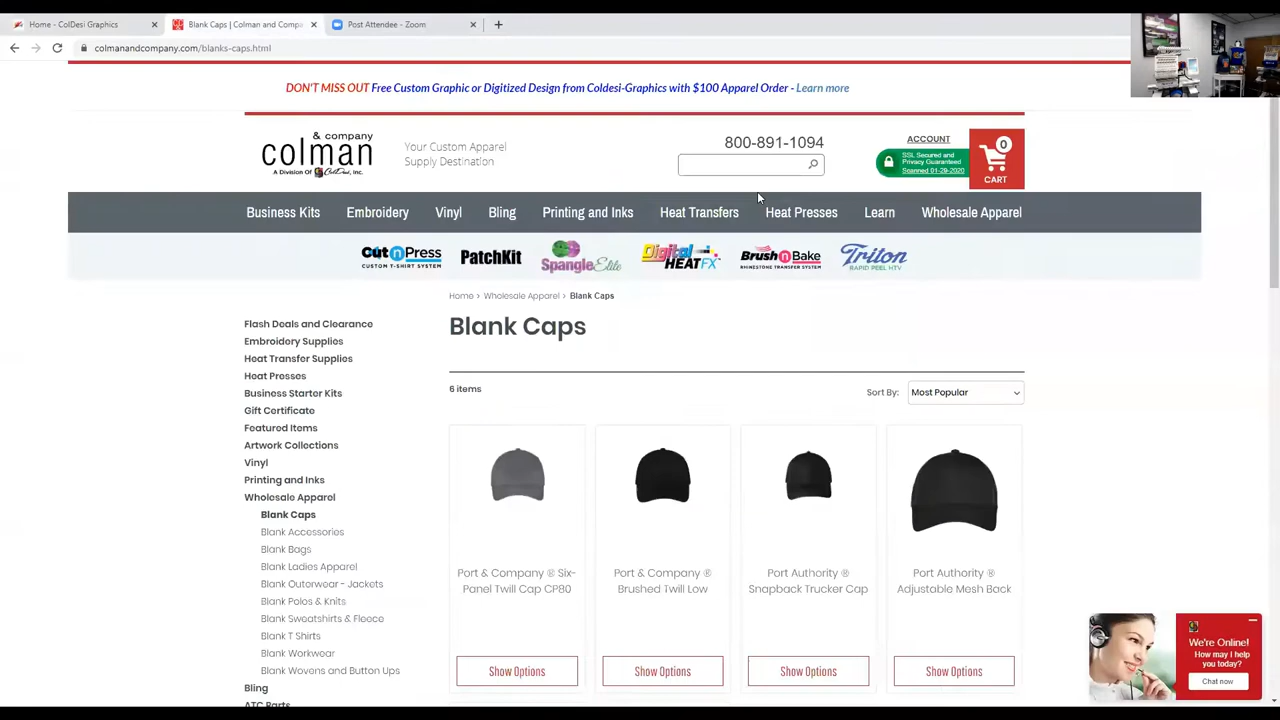 Home - ColDesi Graphics
Blank Caps | Colman and Compa
Post Attendee - Zoom
colmanandcompany.com/blanks-caps.html
DON'T MISS OUT Free Custom Graphic or Digitized Design from Coldesi-Graphics with $100 Apparel Order - Learn more
& company
colman
A Division Of ColDesi, Inc.
Your Custom Apparel
Supply Destination
800-891-1094
ACCOUNT
SSL Secured and
Privacy Guaranteed
Scanned 01-29-2020
0
CART
Business Kits
Embroidery
Vinyl
Bling
Printing and Inks
Heat Transfers
Heat Presses
Learn
Wholesale Apparel
Cut n Press
CUSTOM T-SHIRT SYSTEM
PatchKit
SpangleElite
Digital HEAT FX
Brush n Bake
RHINESTONE TRANSFER SYSTEM
Triton
RAPID PEEL HTV
Home > Wholesale Apparel > Blank Caps
Blank Caps
6 items
Sort By:
Most Popular
Flash Deals and Clearance
Embroidery Supplies
Heat Transfer Supplies
Heat Presses
Business Starter Kits
Gift Certificate
Featured Items
Artwork Collections
Vinyl
Printing and Inks
Wholesale Apparel
Blank Caps
Blank Accessories
Blank Bags
Blank Ladies Apparel
Blank Outerwear - Jackets
Blank Polos & Knits
Blank Sweatshirts & Fleece
Blank T Shirts
Blank Workwear
Blank Wovens and Button Ups
Bling
ATC Parts
Port & Company ® Six-
Panel Twill Cap CP80
Show Options
Port & Company ®
Brushed Twill Low
Show Options
Port Authority ®
Snapback Trucker Cap
Show Options
Port Authority ®
Adjustable Mesh Back
Show Options
We're Online!
How may I help
you today?
Chat now